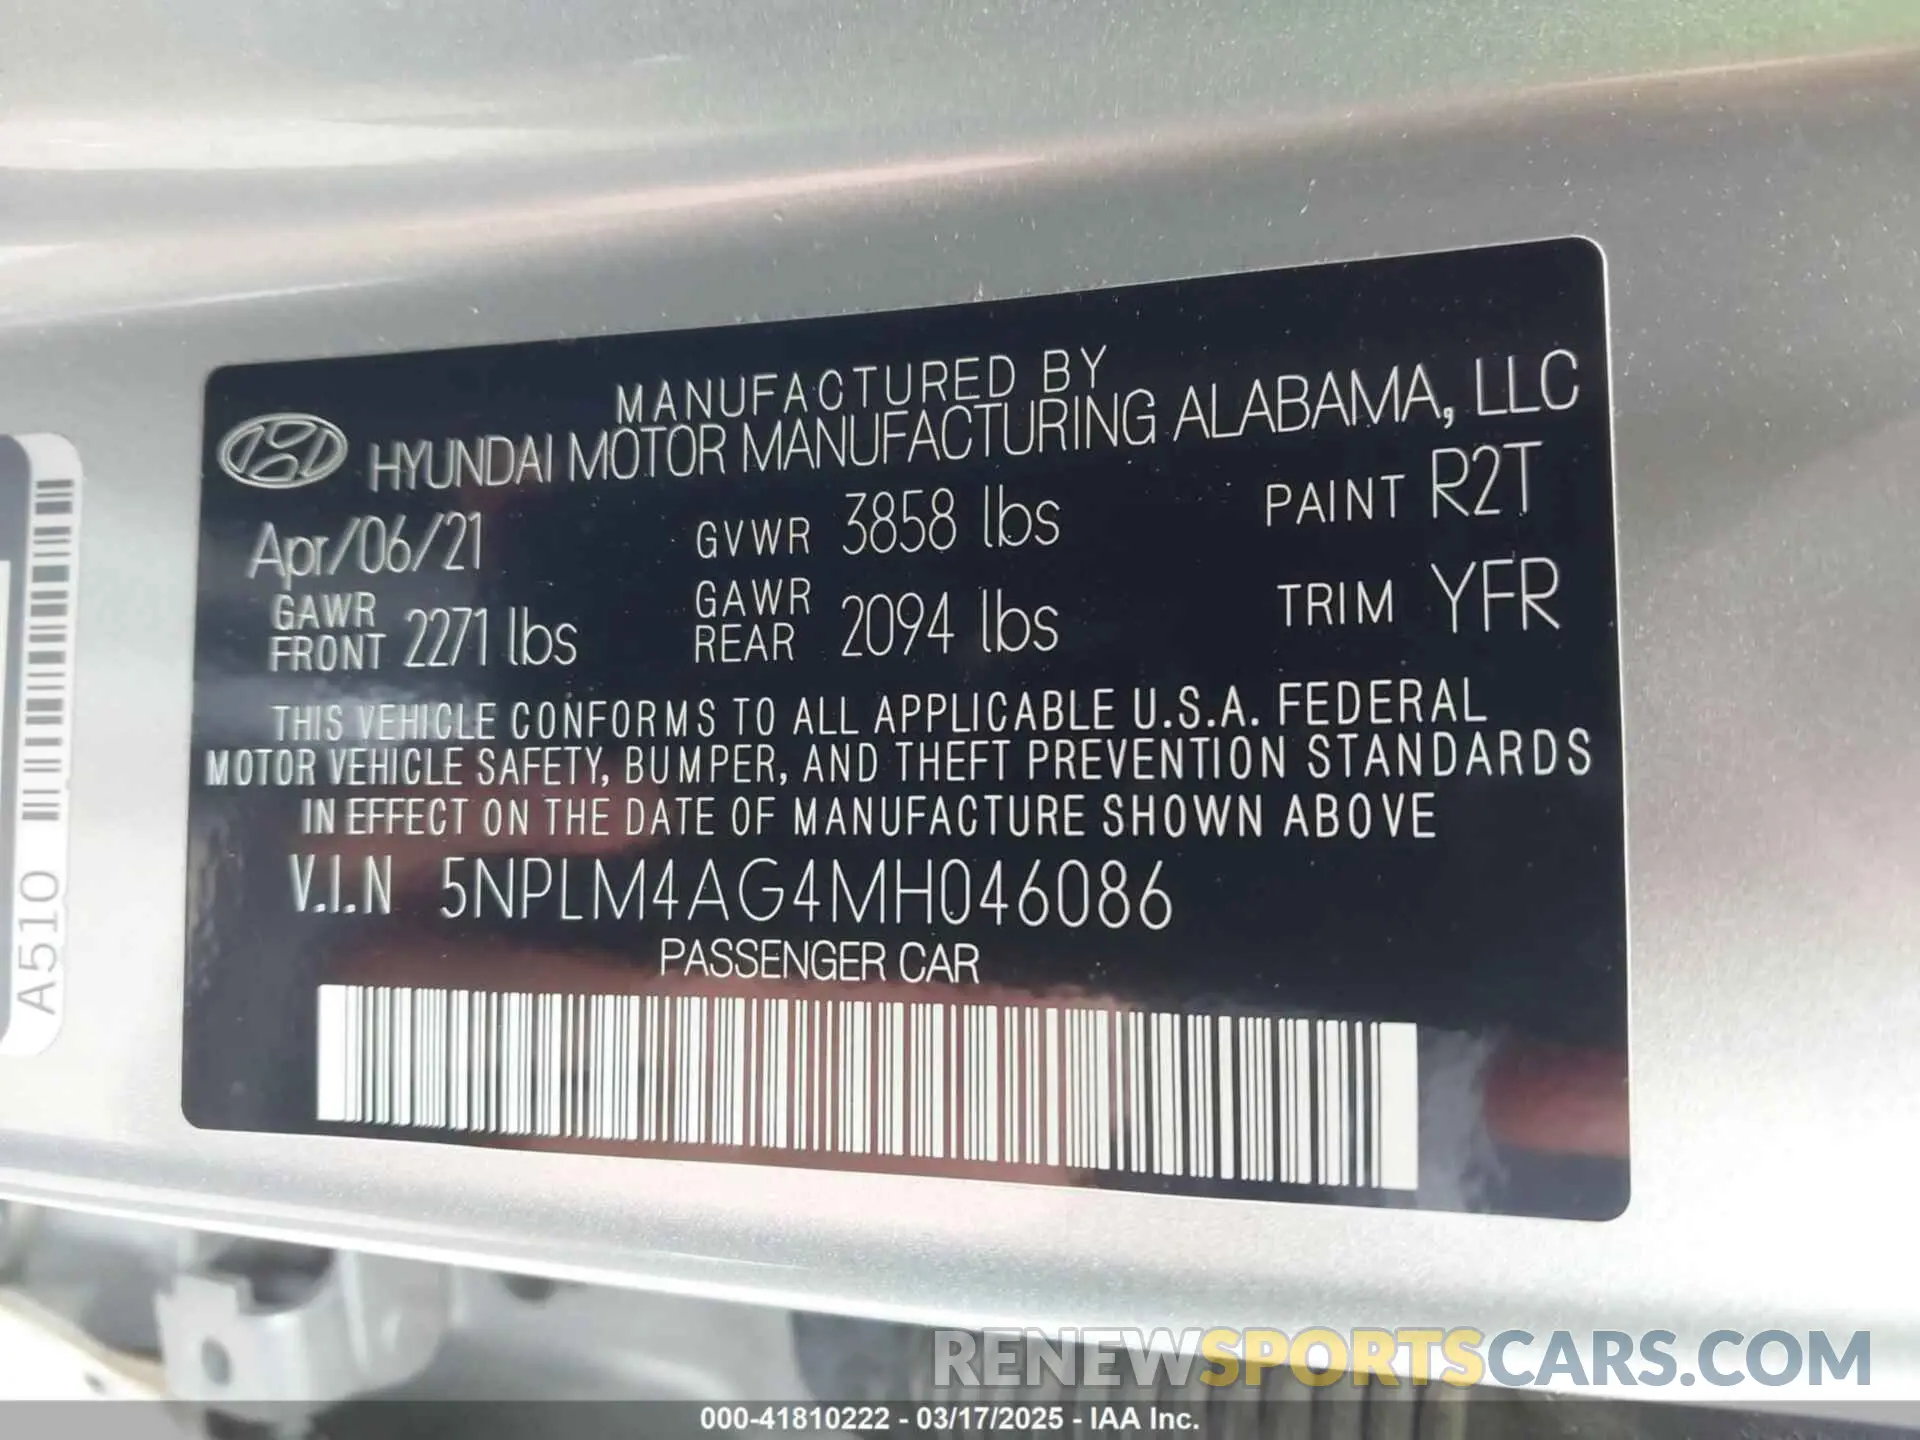 MANUFACTURED BY
HYUNDAI MOTOR MANUFACTURING ALABAMA, LLC
Apr/06/21 GVWR 3858 lbs PAINT R2T
GAWR FRONT 2271 lbs GAWR REAR 2094 lbs TRIM YFR
THIS VEHICLE CONFORMS TO ALL APPLICABLE U.S.A. FEDERAL
MOTOR VEHICLE SAFETY, BUMPER, AND THEFT PREVENTION STANDARDS
IN EFFECT ON THE DATE OF MANUFACTURE SHOWN ABOVE
V.I.N 5NPLM4AG4MH046086
PASSENGER CAR
A510
RENEWSPORTSCARS.COM
000-41810222 - 03/17/2025 - IAA Inc.